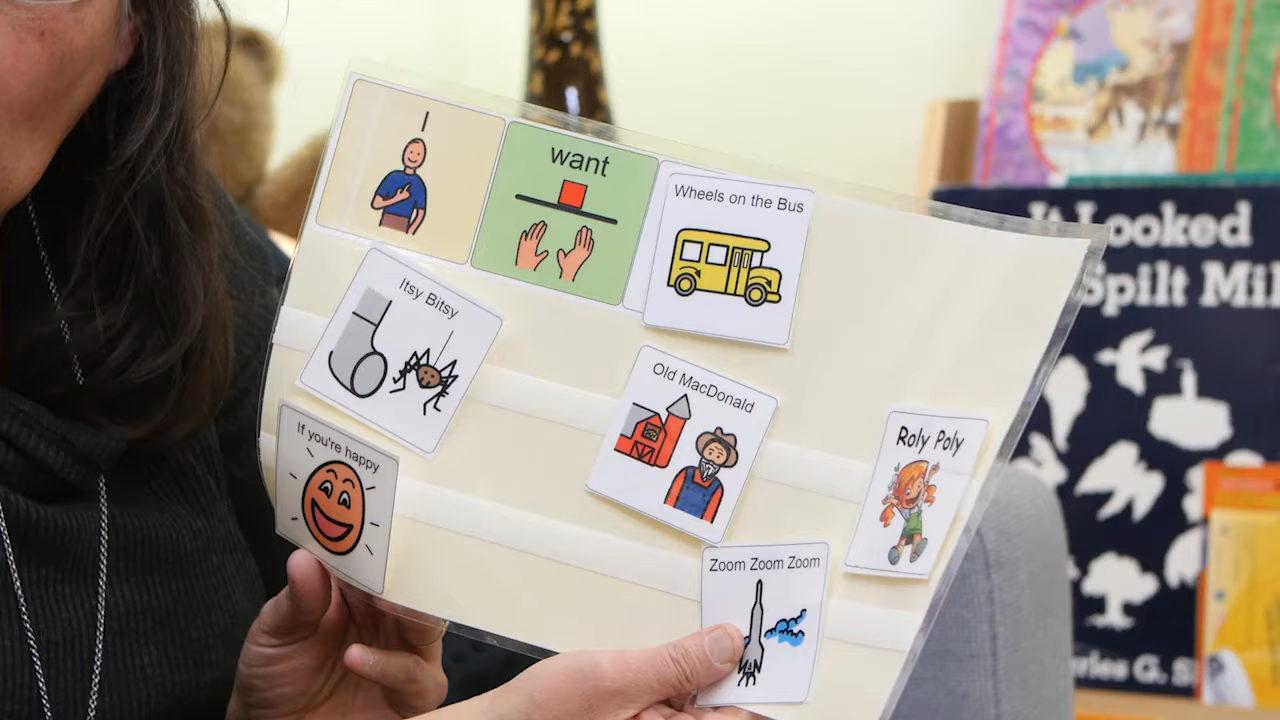 I
want
Wheels on the Bus
Itsy Bitsy
Old MacDonald
If you're happy
Roly Poly
Zoom Zoom Zoom
It Looked
Spilt Mil
rles G. S